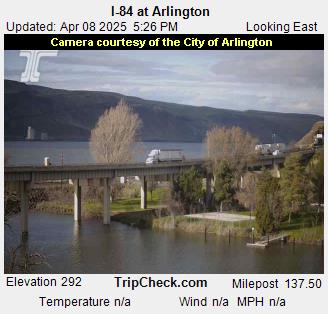 I-84 at Arlington
Updated: Apr 08 2025 5:26 PM Looking East
Camera courtesy of the City of Arlington
Elevation 292 TripCheck.com Milepost 137.50
Temperature n/a Wind n/a MPH n/a